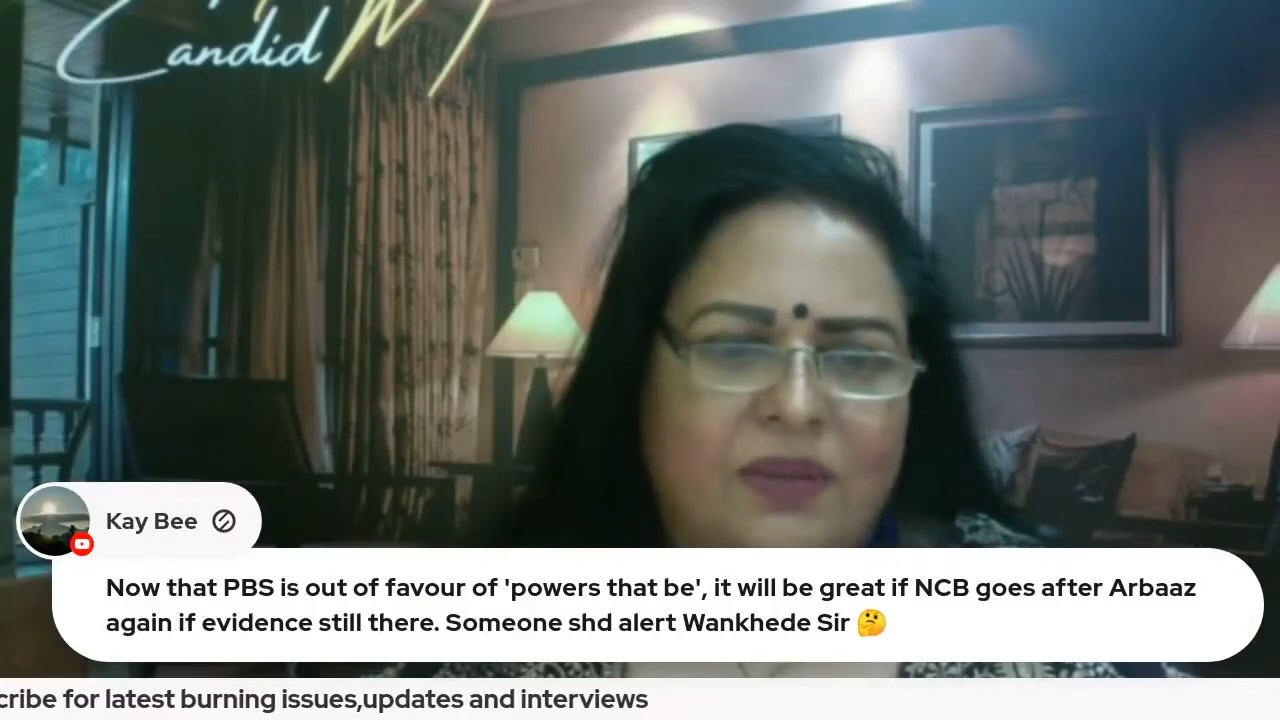 Candid M
Kay Bee
Now that PBS is out of favour of 'powers that be', it will be great if NCB goes after Arbaaz
again if evidence still there. Someone shd alert Wankhede Sir 🤔
cribe for latest burning issues,updates and interviews